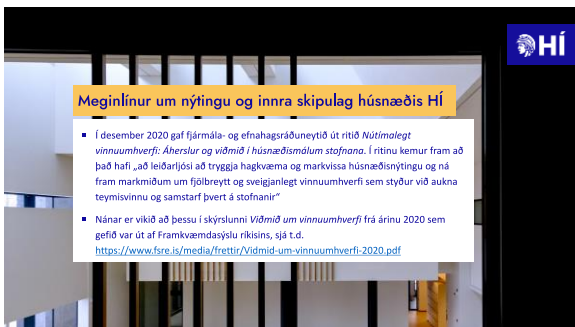 HÍ
Meginlínur um nýtingu og innra skipulag húsnæðis HÍ
▪ Í desember 2020 gaf fjármála- og efnahagsráðuneytið út ritið Nútímalegt
vinnuumhverfi: Áherslur og viðmið í húsnæðismálum stofnana. Í ritinu kemur fram að
það hafi „að leiðarljósi að tryggja hagkvæma og markvissa húsnæðisnýtingu og ná
fram markmiðum um fjölbreytt og sveigjanlegt vinnuumhverfi sem styður við aukna
teymisvinnu og samstarf þvert á stofnanir“
▪ Nánar er vikið að þessu í skýrslunni Viðmið um vinnuumhverfi frá árinu 2020 sem
gefið var út af Framkvæmdasýslu ríkisins, sjá t.d.
https://www.fsre.is/media/frettir/Vidmid-um-vinnuumhverfi-2020.pdf